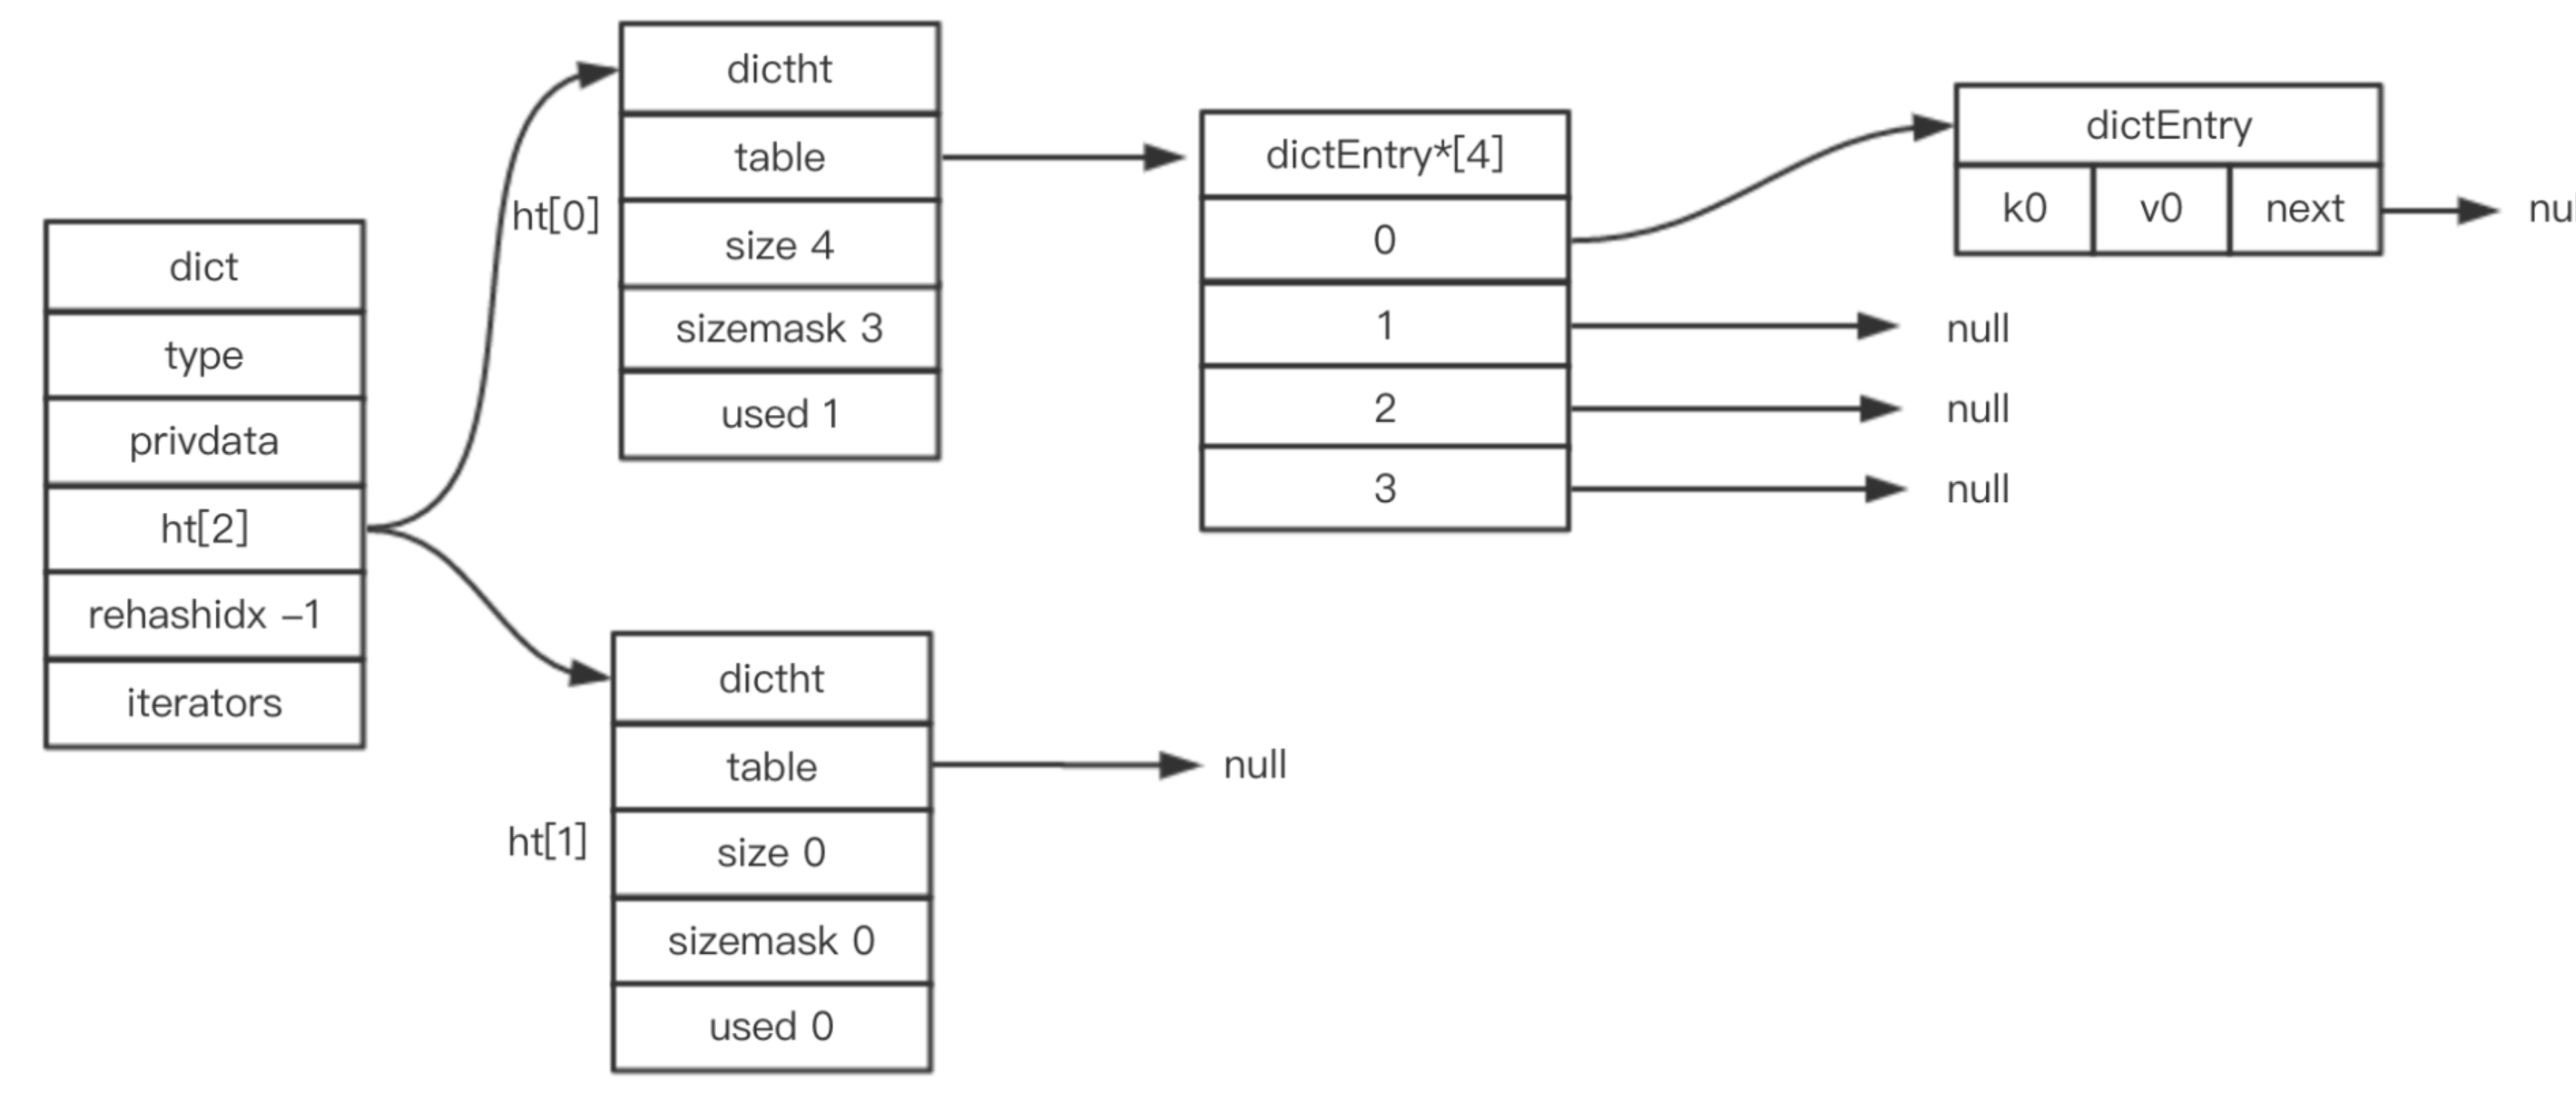 dict
type
privdata
ht[2]
rehashidx –1
iterators
ht[0]
dictht
table
size 4
sizemask 3
used 1
dictEntry*[4]
0
1
2
3
dictEntry
k0 v0 next
null
null
null
ht[1]
dictht
table
size 0
sizemask 0
used 0
null